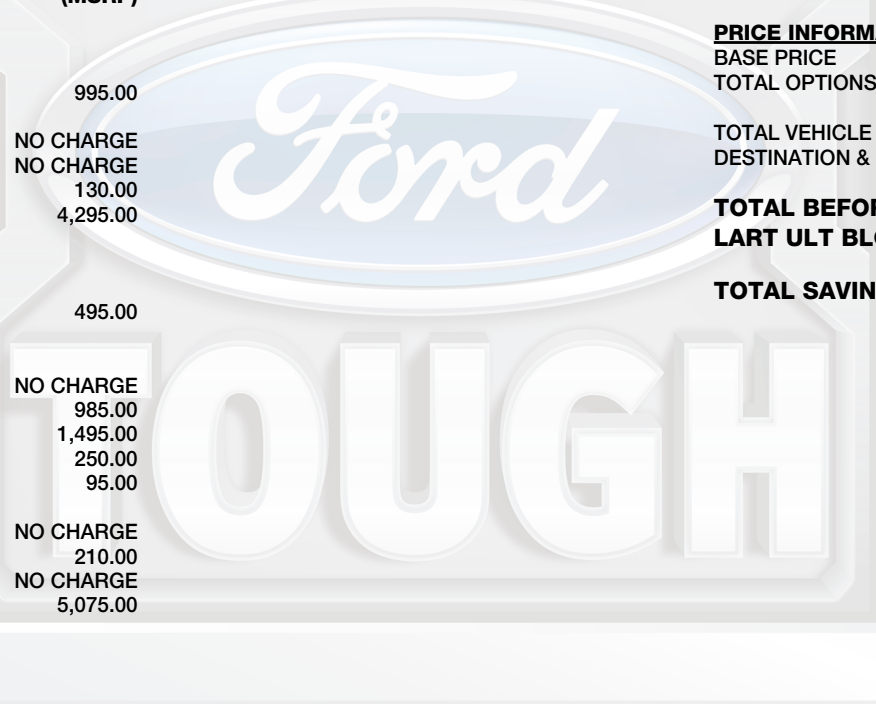 (MSRP)
995.00
NO CHARGE
NO CHARGE
130.00
4,295.00
495.00
NO CHARGE
985.00
1,495.00
250.00
95.00
NO CHARGE
210.00
NO CHARGE
5,075.00
PRICE INFORMA
BASE PRICE
TOTAL OPTIONS
TOTAL VEHICLE
DESTINATION &
TOTAL BEFOR
LART ULT BLO
TOTAL SAVIN
Ford
TOUGH